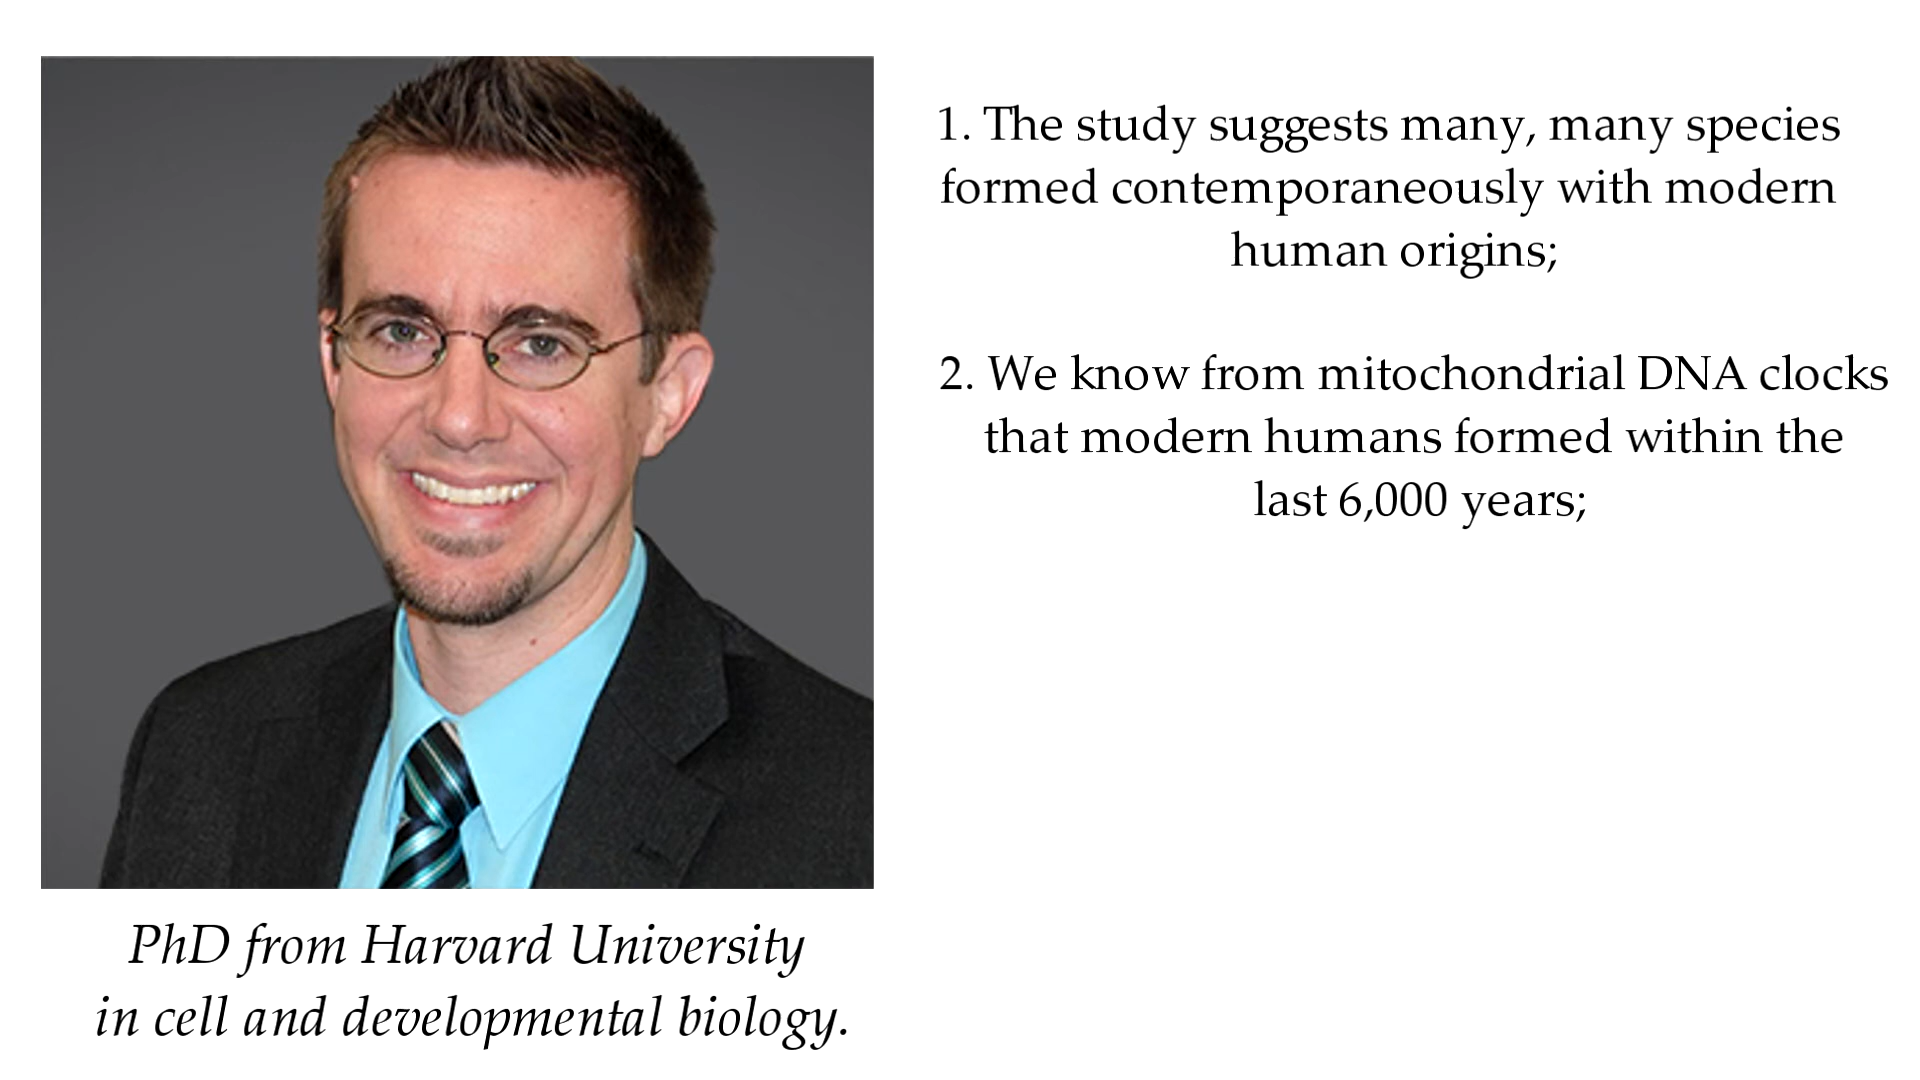 1. The study suggests many, many species
formed contemporaneously with modern
human origins;
2. We know from mitochondrial DNA clocks
that modern humans formed within the
last 6,000 years;
PhD from Harvard University
in cell and developmental biology.